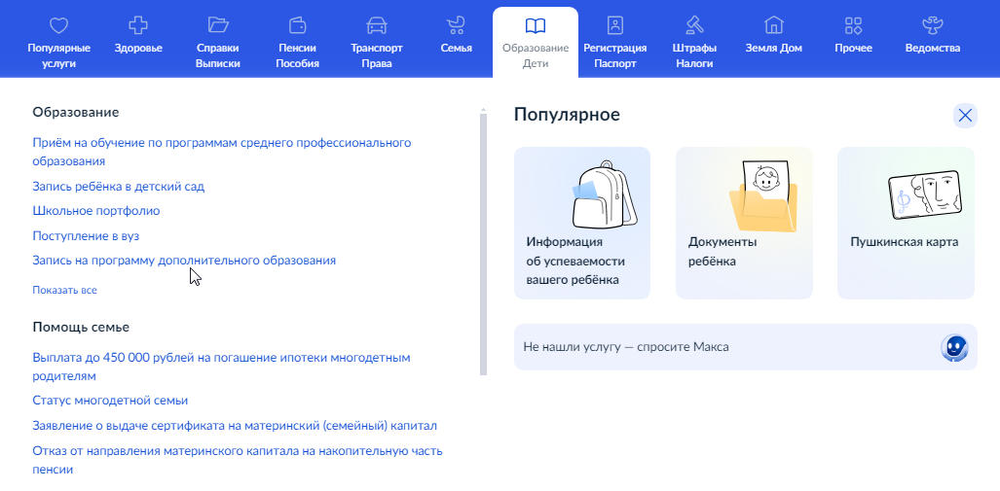 Популярные
услуги
Здоровье
Справки
Выписки
Пенсии
Пособия
Транспорт
Права
Семья
Образование
Дети
Регистрация
Паспорт
Штрафы
Налоги
Земля Дом
Прочее
Ведомства
Образование
Приём на обучение по программам среднего профессионального
образования
Запись ребёнка в детский сад
Школьное портфолио
Поступление в вуз
Запись на программу дополнительного образования
Показать все
Помощь семье
Выплата до 450 000 рублей на погашение ипотеки многодетным
родителям
Статус многодетной семьи
Заявление о выдаче сертификата на материнский (семейный) капитал
Отказ от направления материнского капитала на накопительную часть
пенсии
Популярное
Информация
об успеваемости
вашего ребёнка
Документы
ребёнка
Пушкинская карта
Не нашли услугу — спросите Макса